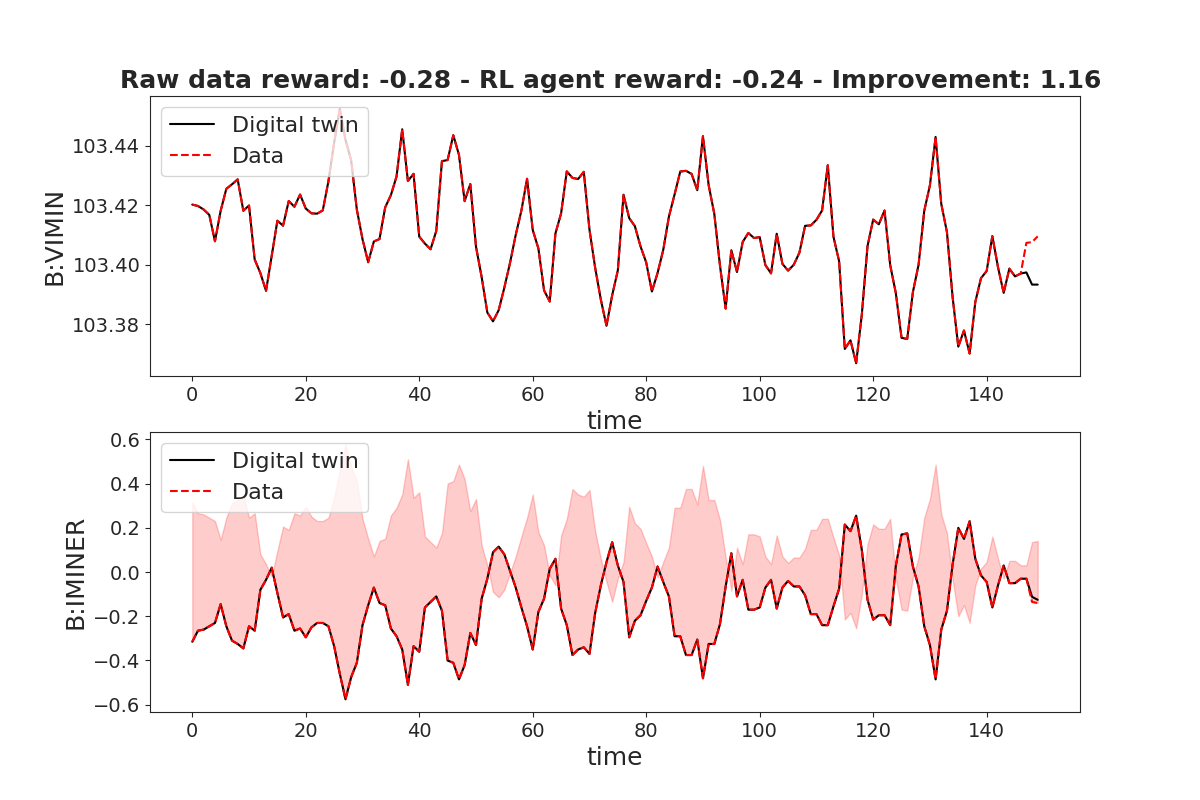 Raw data reward: -0.28 - RL agent reward: -0.24 - Improvement: 1.16
Digital twin
Data
B:VIMIN
103.44
103.42
103.40
103.38
0 20 40 60 80 100 120 140
time
Digital twin
Data
B:IMINER
0.6
0.4
0.2
0.0
−0.2
−0.4
−0.6
0 20 40 60 80 100 120 140
time